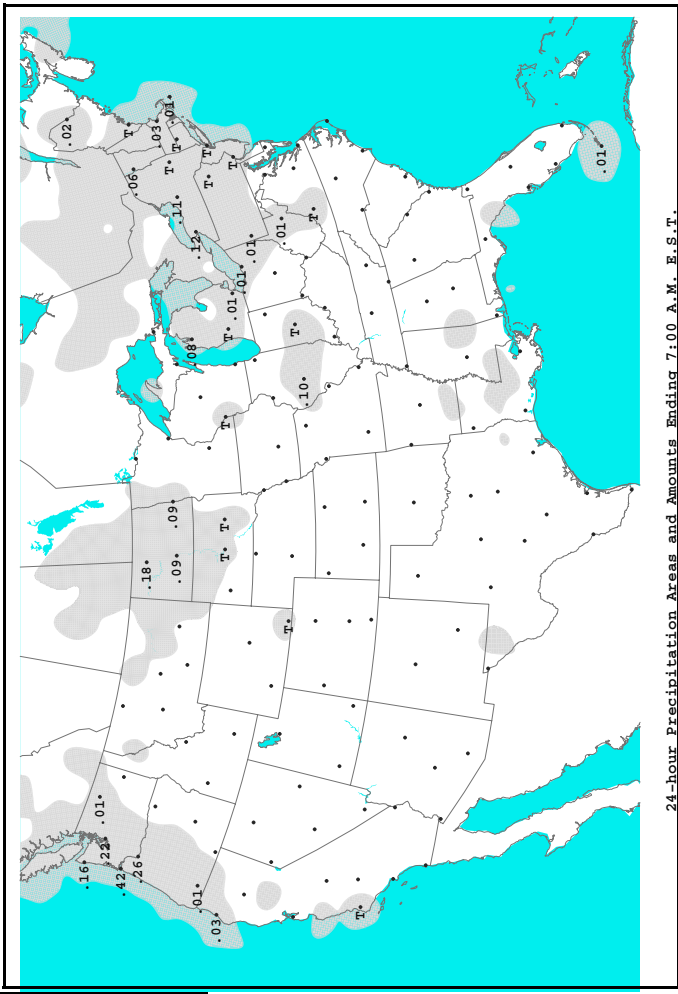 .02
.16
.01
.22
.42
T
.06
.26
.18
.03
.01
T
.09
.09
T
.11
.08
.12
.01
T
T
.03
T
T
T
T
.01
T
.01
.01
.01
T
T
.10
T
T
.01
24-hour Precipitation Areas and Amounts Ending 7:00 A.M. E.S.T.